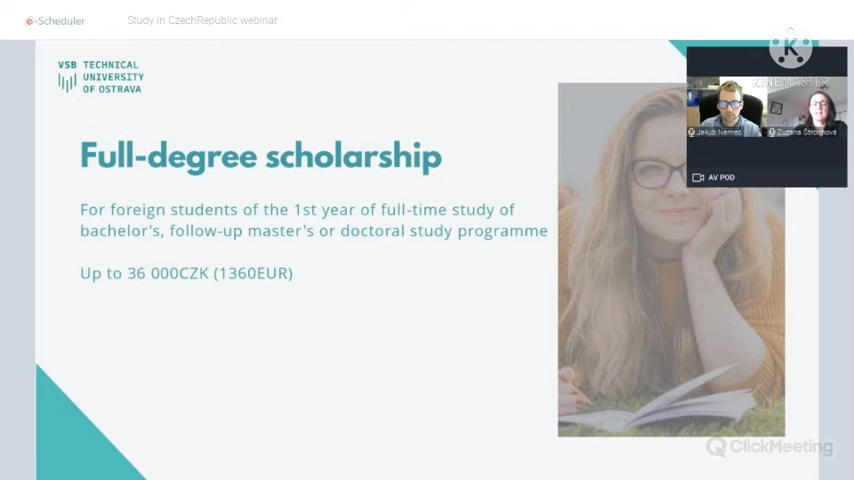 e-Scheduler
Study in CzechRepublic webinar
VSB TECHNICAL
UNIVERSITY
OF OSTRAVA
K
KINEMASTER
Jakub Nemec
Zuzana Štrochová
AV POD
Full-degree scholarship
For foreign students of the 1st year of full-time study of
bachelor's, follow-up master's or doctoral study programme
Up to 36 000CZK (1360EUR)
ClickMeeting